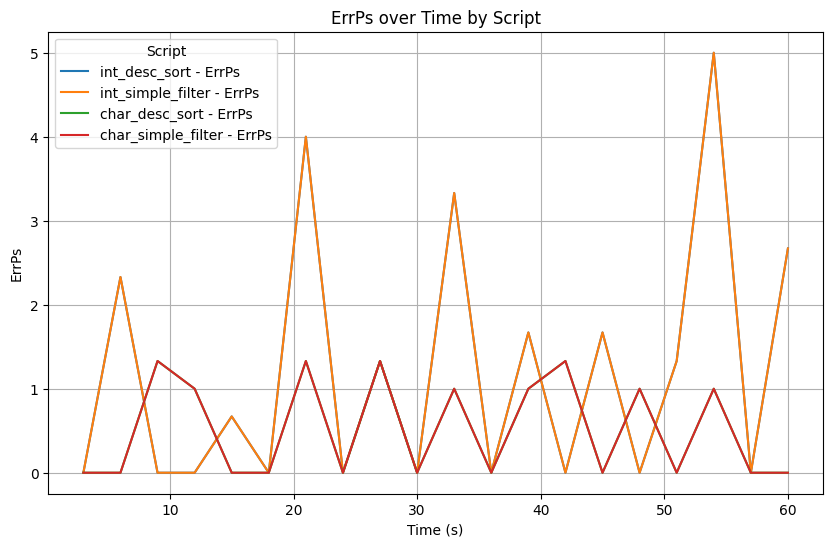 ErrPs over Time by Script
Script
int_desc_sort - ErrPs
int_simple_filter - ErrPs
char_desc_sort - ErrPs
char_simple_filter - ErrPs
5
4
3
2
1
0
ErrPs
10 20 30 40 50 60
Time (s)